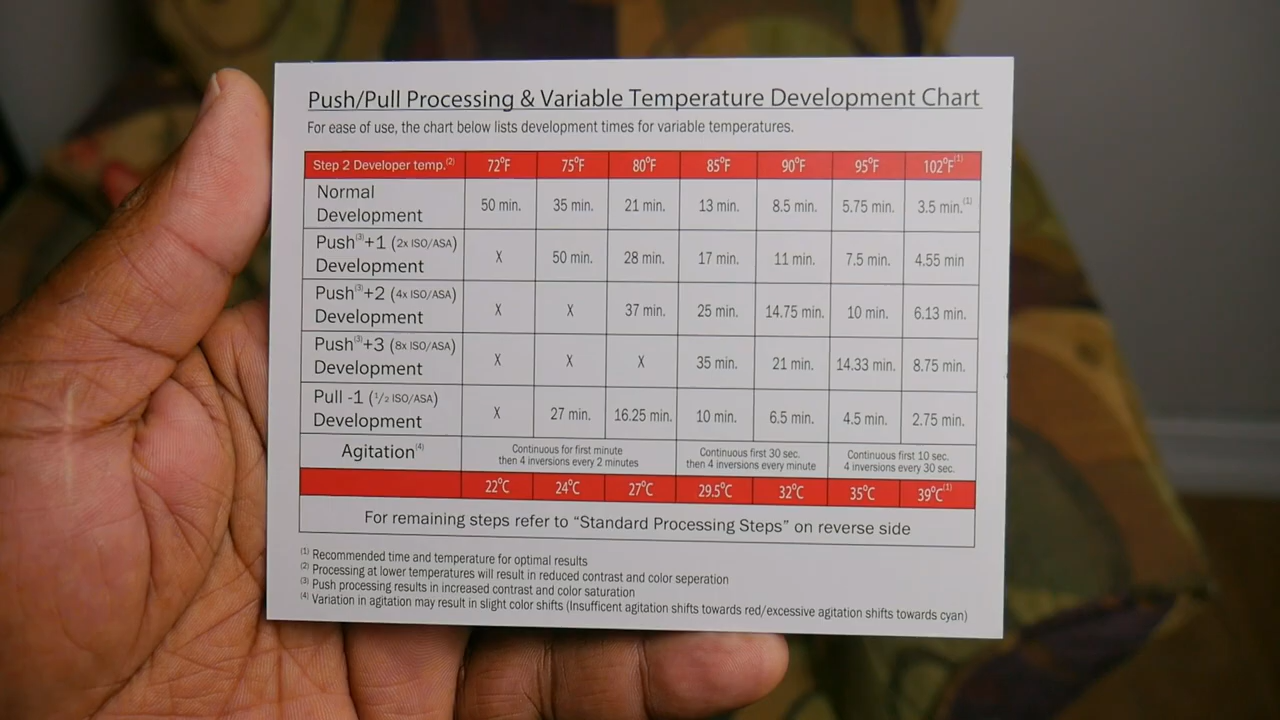 Push/Pull Processing & Variable Temperature Development Chart
For ease of use, the chart below lists development times for variable temperatures.
Step 2 Developer temp.(2) 72°F 75°F 80°F 85°F 90°F 95°F 102°F(1)
Normal
Development 50 min. 35 min. 21 min. 13 min. 8.5 min. 5.75 min. 3.5 min.(1)
Push(3)+1 (2x ISO/ASA)
Development X 50 min. 28 min. 17 min. 11 min. 7.5 min. 4.55 min
Push(3)+2 (4x ISO/ASA)
Development X X 37 min. 25 min. 14.75 min. 10 min. 6.13 min.
Push(3)+3 (8x ISO/ASA)
Development X X X 35 min. 21 min. 14.33 min. 8.75 min.
Pull -1 (1/2 ISO/ASA)
Development X 27 min. 16.25 min. 10 min. 6.5 min. 4.5 min. 2.75 min.
Agitation(4)
Continuous for first minute
then 4 inversions every 2 minutes
Continuous first 30 sec.
then 4 inversions every minute
Continuous first 10 sec.
4 inversions every 30 sec.
22°C 24°C 27°C 29.5°C 32°C 35°C 39°C(1)
For remaining steps refer to “Standard Processing Steps” on reverse side
(1) Recommended time and temperature for optimal results
(2) Processing at lower temperatures will result in reduced contrast and color seperation
(3) Push processing results in increased contrast and color saturation
(4) Variation in agitation may result in slight color shifts (Insufficent agitation shifts towards red/excessive agitation shifts towards cyan)